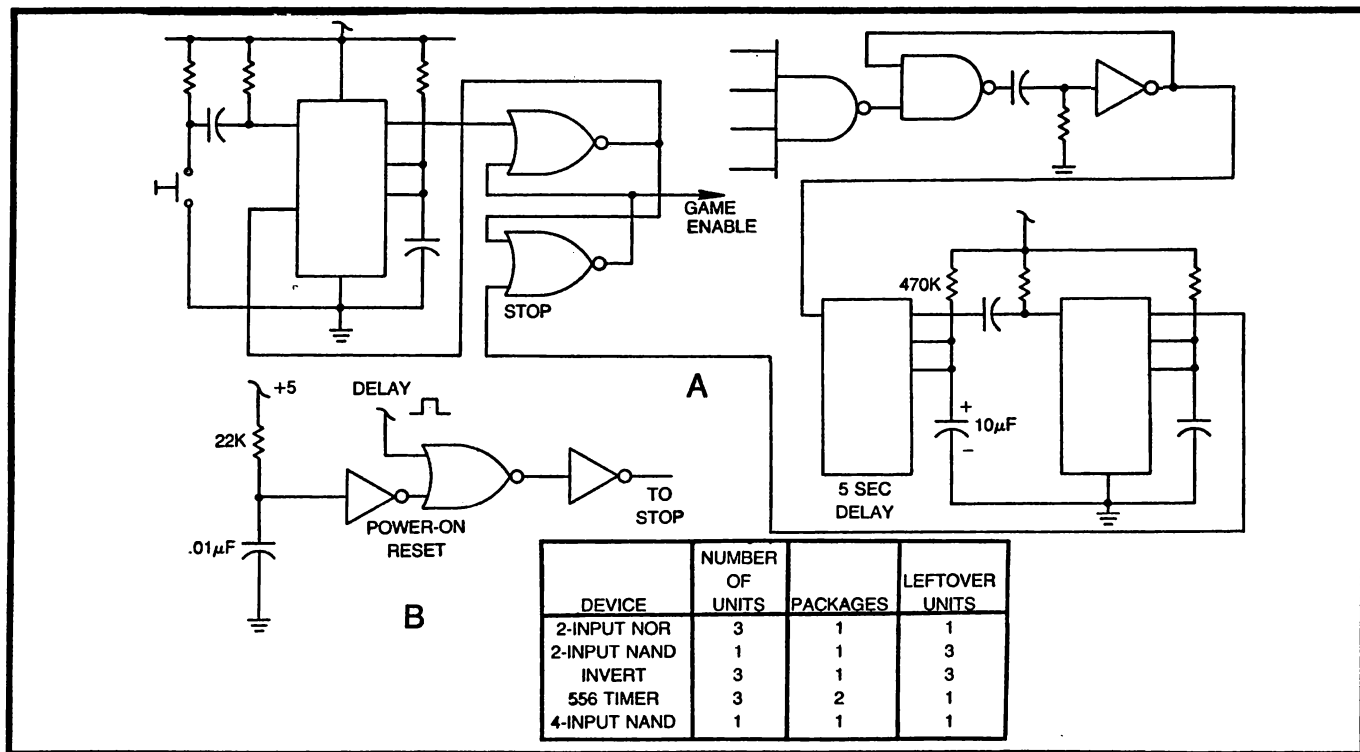 GAME
ENABLE
STOP
A
470K
+
10μF
−
5 SEC
DELAY
+5
22K
.01μF
DELAY
POWER-ON
RESET
TO
STOP
B
DEVICE NUMBER OF UNITS PACKAGES LEFTOVER UNITS
2-INPUT NOR 3 1 1
2-INPUT NAND 1 1 3
INVERT 3 1 3
556 TIMER 3 2 1
4-INPUT NAND 1 1 1